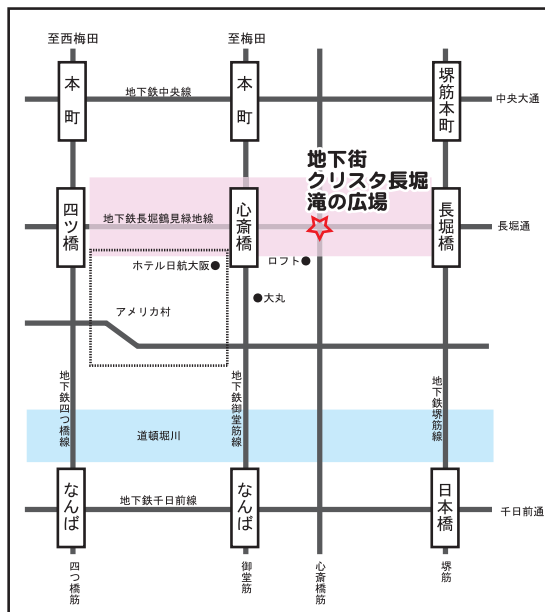 至西梅田
至梅田
本町
本町
堺筋本町
地下鉄中央線
中央大通
地下街
クリスタ長堀
滝の広場
四ツ橋
地下鉄長堀鶴見緑地線
心斎橋
長堀橋
長堀通
ホテル日航大阪
ロフト
大丸
アメリカ村
地下鉄四つ橋線
地下鉄御堂筋線
地下鉄堺筋線
道頓堀川
なんば
地下鉄千日前線
なんば
日本橋
千日前通
四つ橋筋
御堂筋
心斎橋筋
堺筋